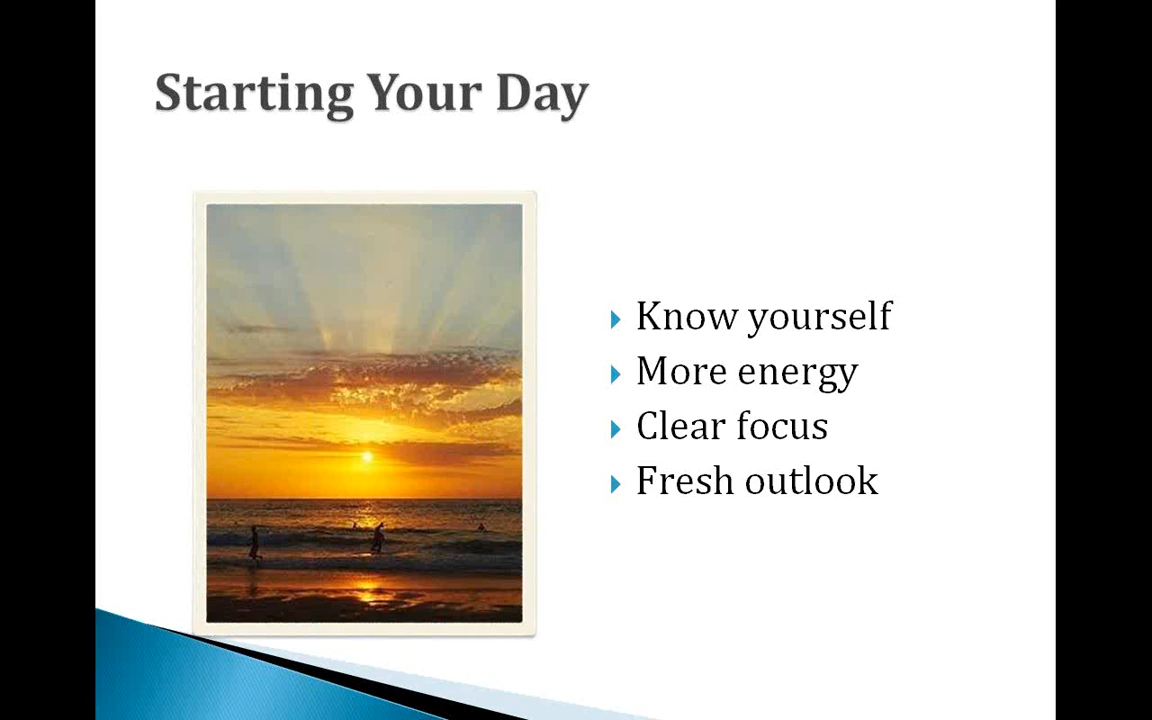 Starting Your Day
Know yourself
More energy
Clear focus
Fresh outlook